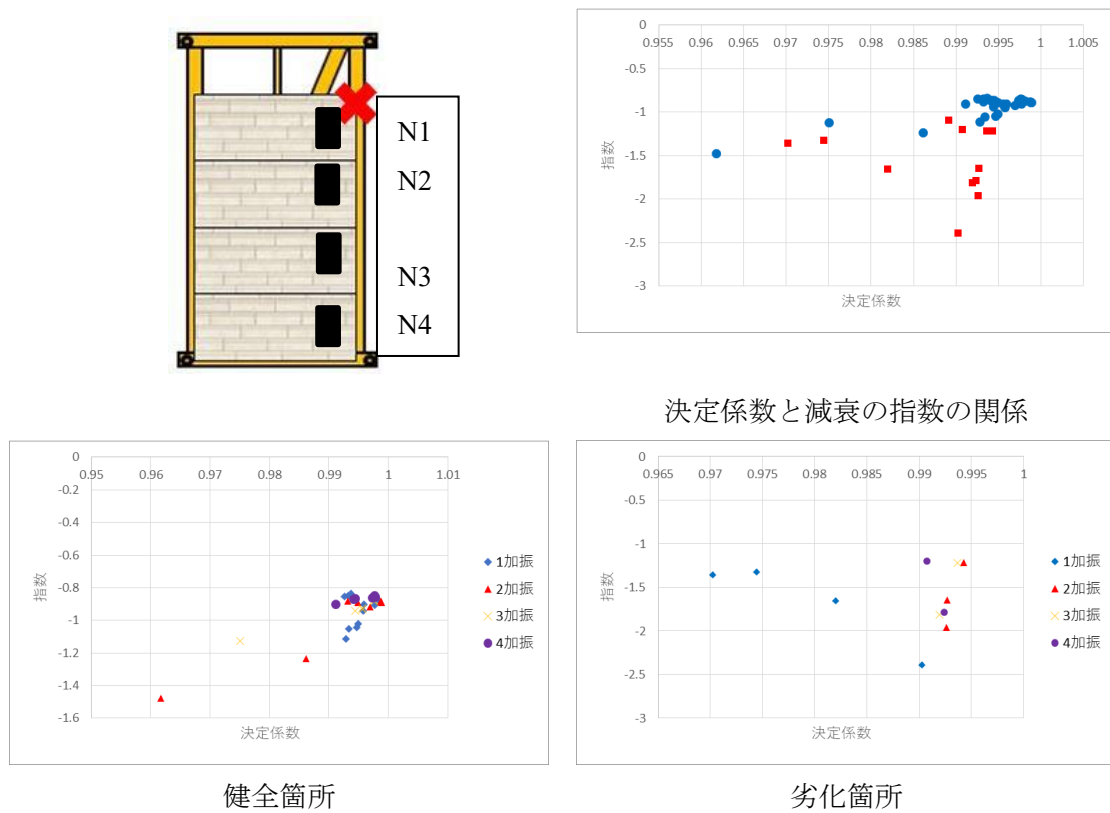 N1
N2
N3
N4
0
0.955 0.96 0.965 0.97 0.975 0.98 0.985 0.99 0.995 1 1.005
-0.5
-1
-1.5
-2
-2.5
-3
指数
決定係数
決定係数と減衰の指数の関係
0
0.95 0.96 0.97 0.98 0.99 1 1.01
-0.2
-0.4
-0.6
-0.8
-1
-1.2
-1.4
-1.6
指数
決定係数
1加振
2加振
3加振
4加振
健全箇所
0
0.965 0.97 0.975 0.98 0.985 0.99 0.995 1
-0.5
-1
-1.5
-2
-2.5
-3
指数
決定係数
1加振
2加振
3加振
4加振
劣化箇所